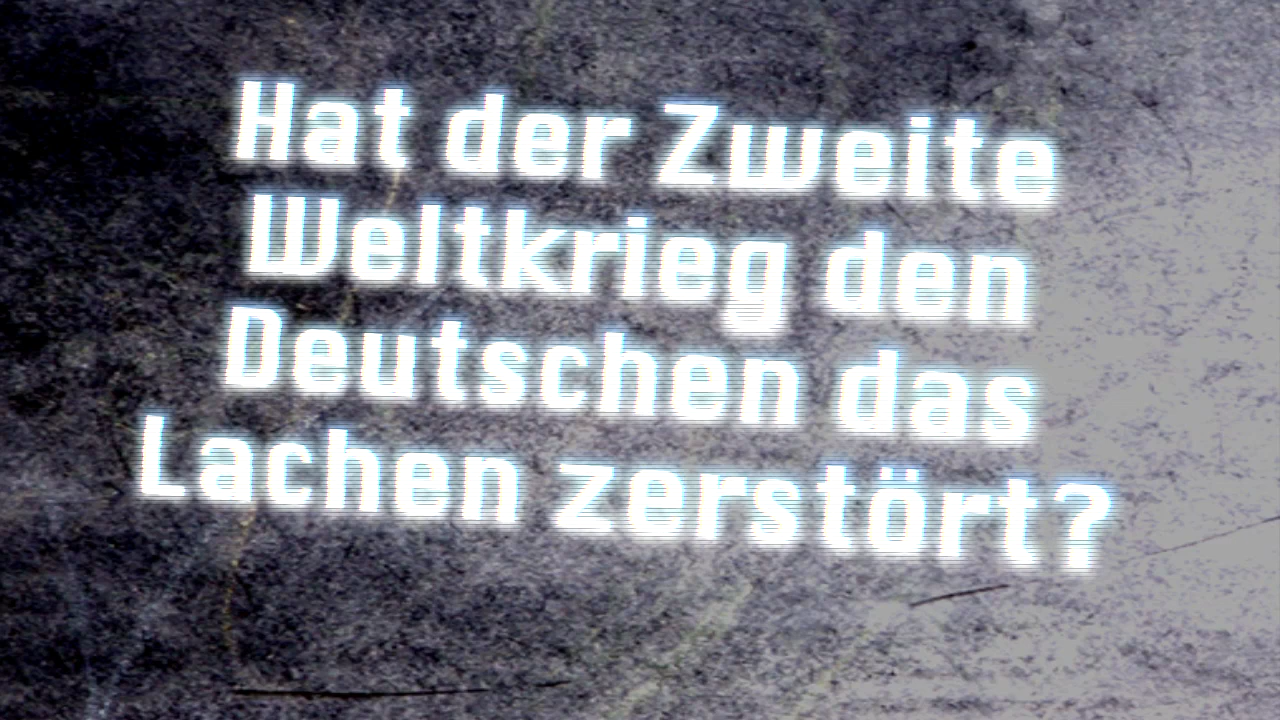 Hat der Zweite
Weltkrieg den
Deutschen das
Lachen zerstört?